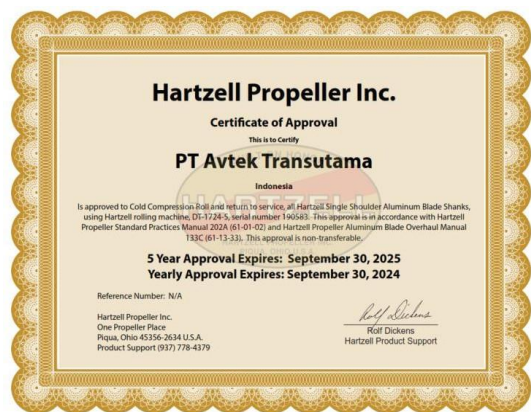 Hartzell Propeller Inc.
Certificate of Approval
This is to Certify
PT Avtek Transutama
Indonesia
Is approved to Cold Compression Roll and return to service, all Hartzell Single Shoulder Aluminum Blade Shanks,
using Hartzell rolling machine, DT-1724-5, serial number 190583. This approval is in accordance with Hartzell
Propeller Standard Practices Manual 202A (61-01-02) and Hartzell Propeller Aluminum Blade Overhaul Manual
133C (61-13-33). This approval is non-transferable.
5 Year Approval Expires: September 30, 2025
Yearly Approval Expires: September 30, 2024
Reference Number: N/A
Hartzell Propeller Inc.
One Propeller Place
Piqua, Ohio 45356-2634 U.S.A.
Product Support (937) 778-4379
Rolf Dickens
Rolf Dickens
Hartzell Product Support
HARTZELL
PIQUA, OHIO U.S.A.